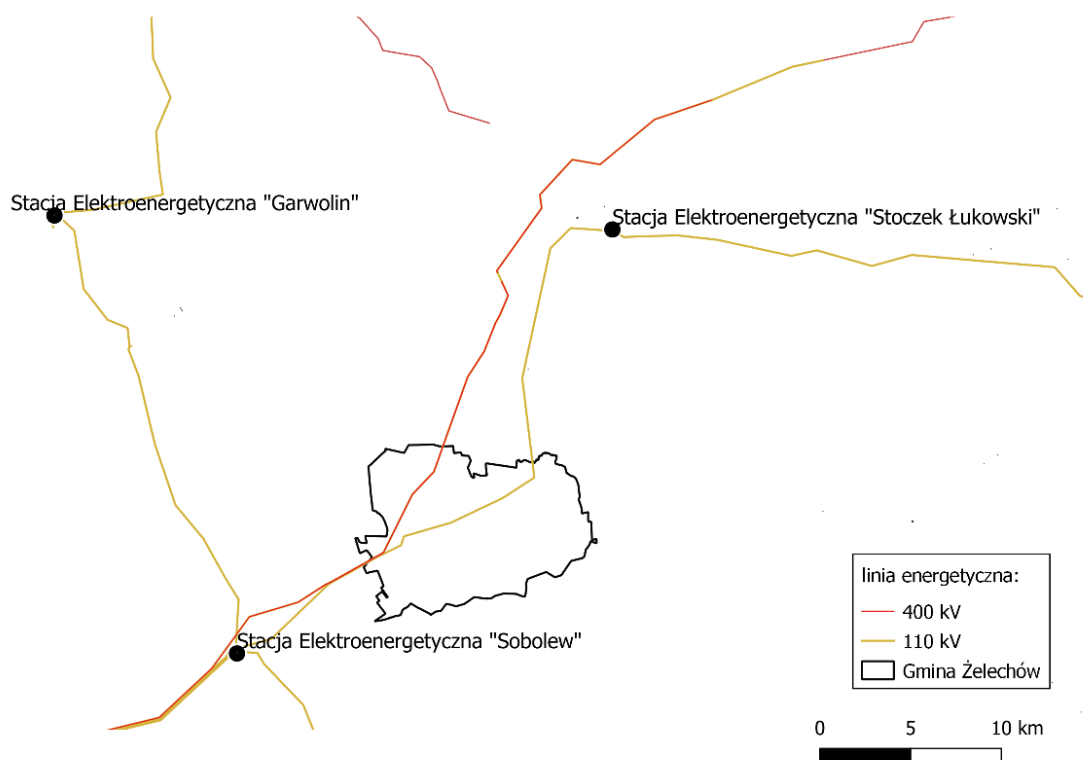 Stacja Elektroenergetyczna "Garwolin"
Stacja Elektroenergetyczna "Stoczek Łukowski"
Stacja Elektroenergetyczna "Sobolew"
linia energetyczna:
400 kV
110 kV
Gmina Żelechów
0 5 10 km